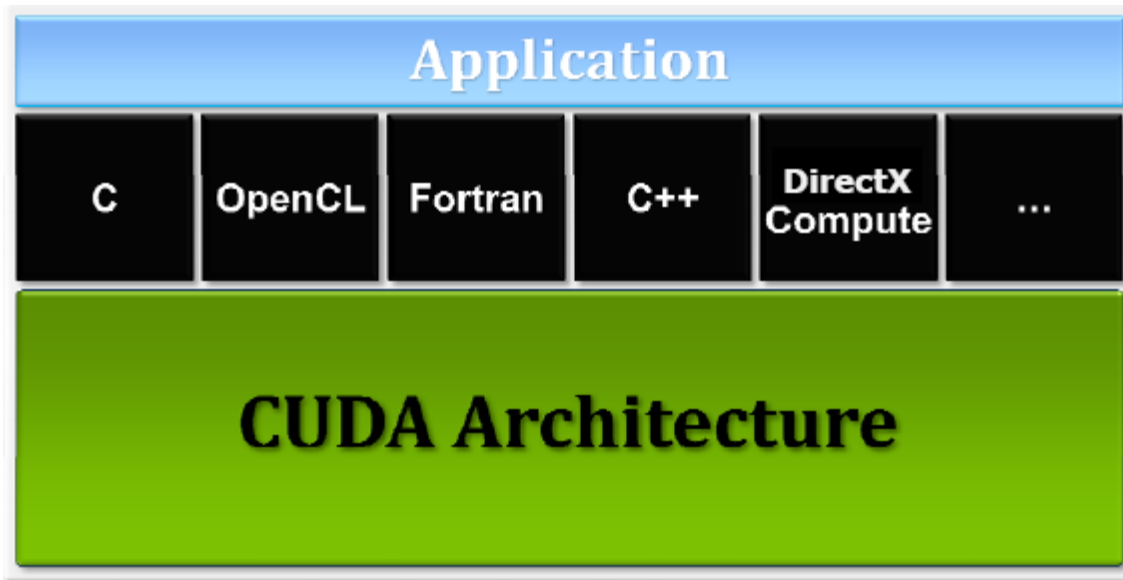 Application
C
OpenCL
Fortran
C++
DirectX
Compute
...
CUDA Architecture